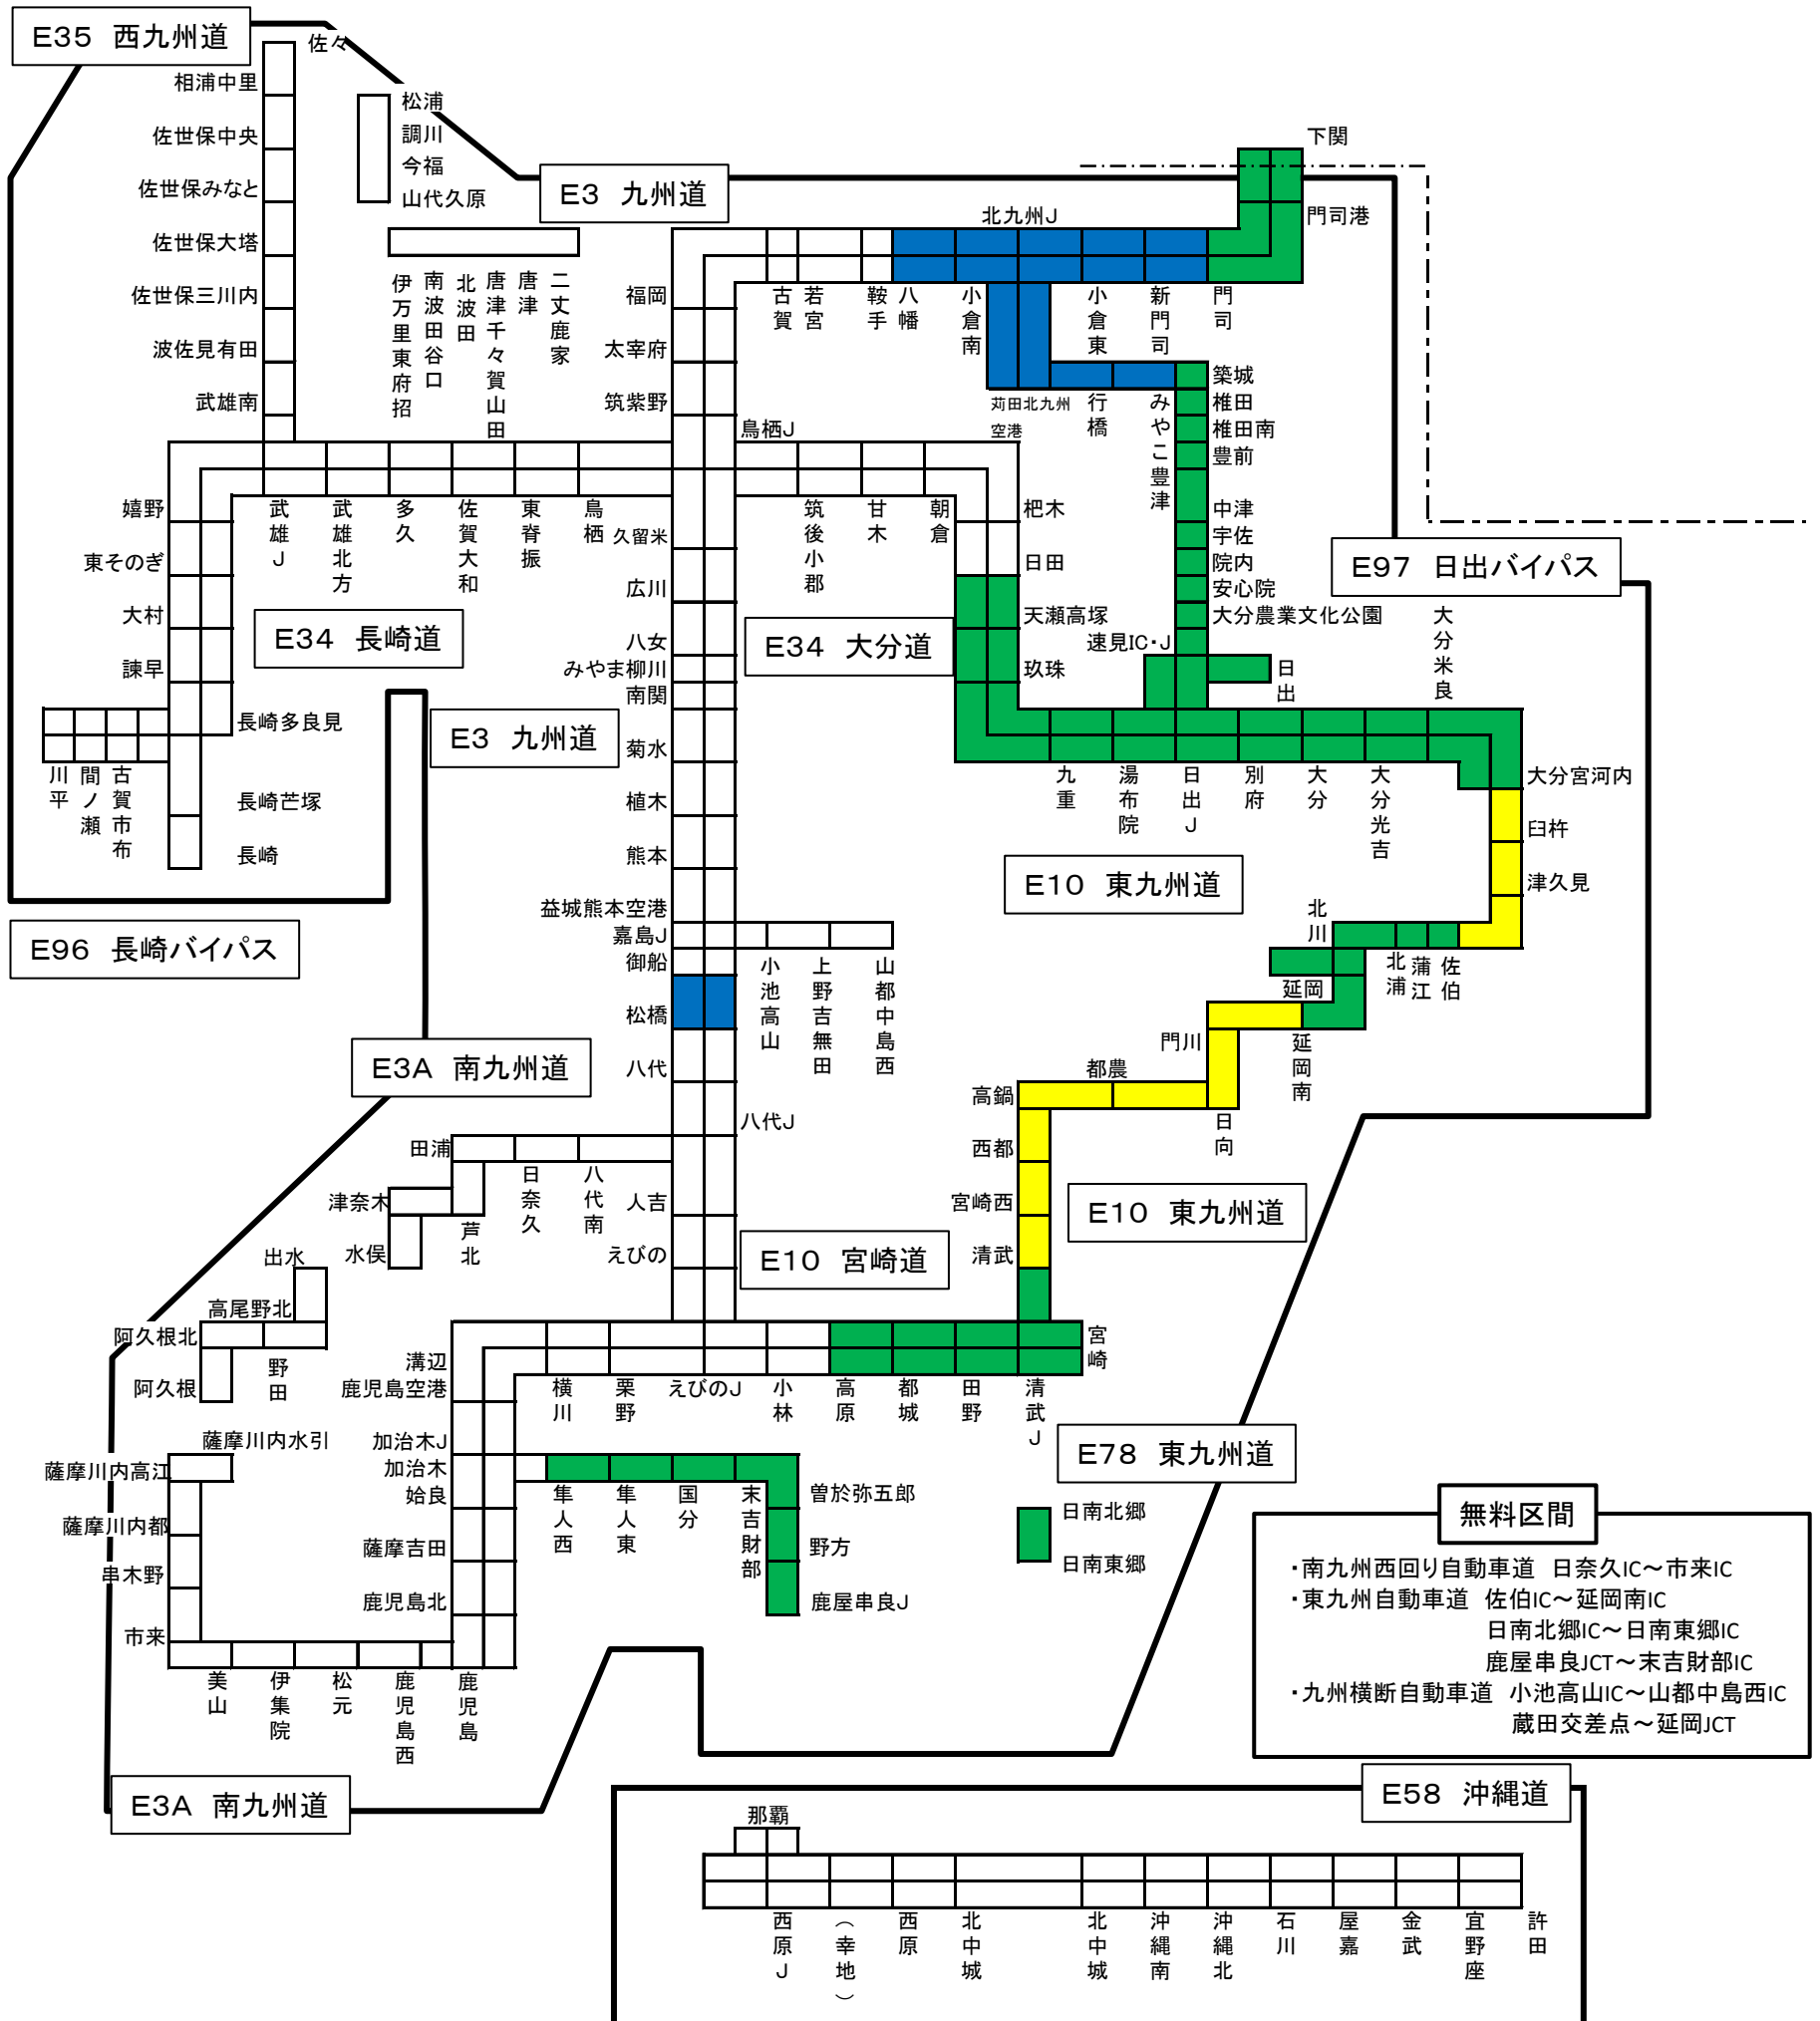 E35 西九州道
佐々
相浦中里
佐世保中央
佐世保みなと
佐世保大塔
佐世保三川内
波佐見有田
武雄南
松浦
調川
今福
山代久原
伊万里東府招
南波田谷口
北波田
唐津千々賀山田
唐津
二丈鹿家
E3 九州道
下関
門司港
北九州J
福岡
太宰府
筑紫野
古賀
若宮
鞍手
八幡
小倉南
小倉東
新門司
門司
苅田北九州
空港
行橋
みやこ豊津
築城
椎田
椎田南
豊前
中津
宇佐
院内
安心院
大分農業文化公園
速見IC・J
日出
鳥栖J
嬉野
東そのぎ
大村
諫早
武雄J
武雄北方
多久
佐賀大和
東脊振
鳥栖
久留米
広川
八女
みやま柳川
南関
菊水
植木
熊本
益城熊本空港
嘉島J
御船
松橋
八代
筑後小郡
甘木
朝倉
杷木
日田
天瀬高塚
玖珠
E97 日出バイパス
大分米良
E34 長崎道
E34 大分道
E3 九州道
長崎多良見
川平
間ノ瀬
古賀市布
長崎芒塚
長崎
九重
湯布院
日出J
別府
大分
大分光吉
大分宮河内
臼杵
津久見
E10 東九州道
E96 長崎バイパス
北川
北浦
蒲江
佐伯
延岡
小池高山
上野吉無田
山都中島西
門川
延岡南
E3A 南九州道
都農
高鍋
日向
西都
宮崎西
清武
八代J
田浦
日奈久
八代南
人吉
えびの
津奈木
芦北
水俣
E10 東九州道
E10 宮崎道
出水
高尾野北
阿久根北
野田
阿久根
宮崎
溝辺
鹿児島空港
横川
栗野
えびのJ
小林
高原
都城
田野
清武J
加治木J
加治木
姶良
薩摩吉田
鹿児島北
隼人西
隼人東
国分
末吉財部
曽於弥五郎
野方
鹿屋串良J
E78 東九州道
日南北郷
日南東郷
薩摩川内水引
薩摩川内高江
薩摩川内都
串木野
市来
美山
伊集院
松元
鹿児島西
鹿児島
無料区間
・南九州西回り自動車道 日奈久IC～市来IC
・東九州自動車道 佐伯IC～延岡南IC
日南北郷IC～日南東郷IC
鹿屋串良JCT～末吉財部IC
・九州横断自動車道 小池高山IC～山都中島西IC
蔵田交差点～延岡JCT
E3A 南九州道
E58 沖縄道
那覇
西原J
（幸地）
西原
北中城
北中城
沖縄南
沖縄北
石川
屋嘉
金武
宜野座
許田